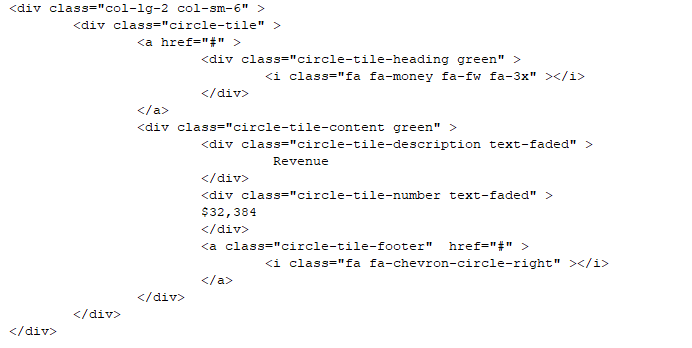 <div class="col-lg-2 col-sm-6" >
<div class="circle-tile" >
<a href="#" >
<div class="circle-tile-heading green" >
<i class="fa fa-money fa-fw fa-3x" ></i>
</div>
</a>
<div class="circle-tile-content green" >
<div class="circle-tile-description text-faded" >
Revenue
</div>
<div class="circle-tile-number text-faded" >
$32,384
</div>
<a class="circle-tile-footer"  href="#" >
<i class="fa fa-chevron-circle-right" ></i>
</a>
</div>
</div>
</div>